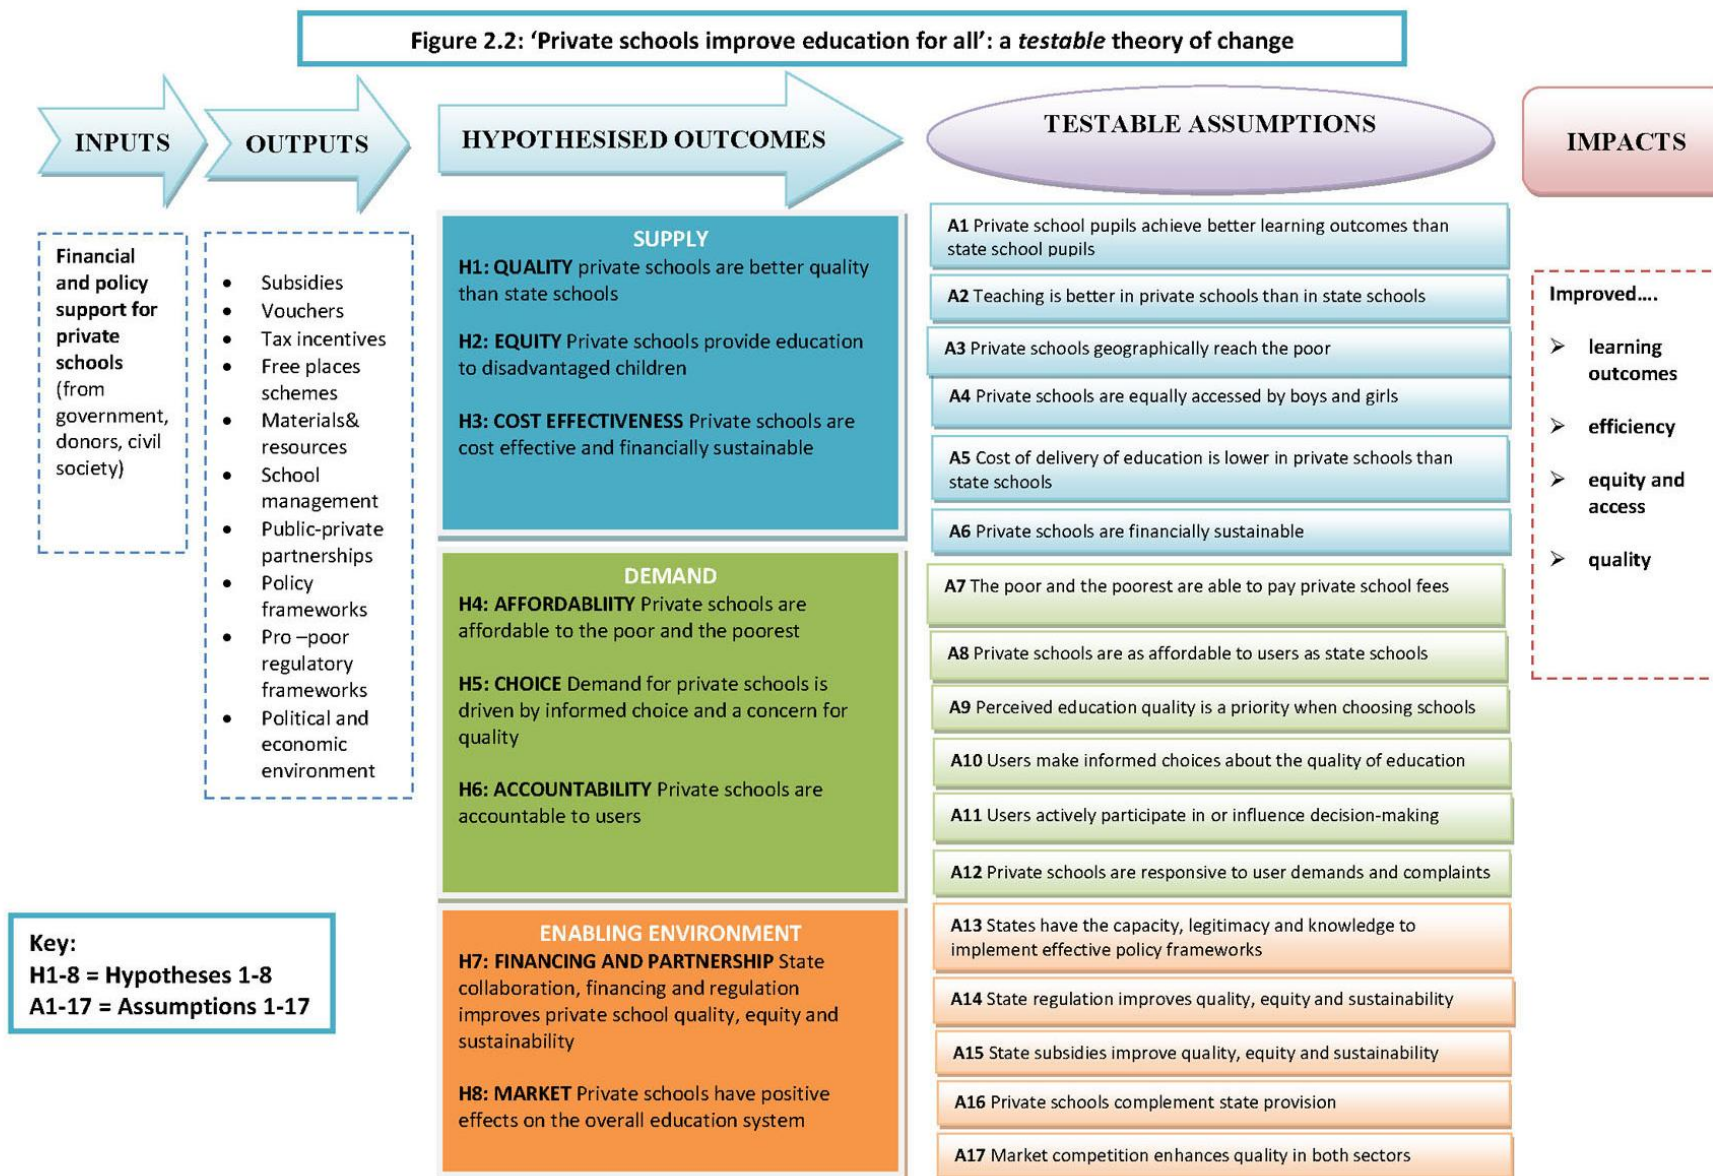 Figure 2.2: ‘Private schools improve education for all’: a testable theory of change
INPUTS
OUTPUTS
HYPOTHESISED OUTCOMES
TESTABLE ASSUMPTIONS
IMPACTS
Financial
and policy
support for
private
schools
(from
government,
donors, civil
society)
• Subsidies
• Vouchers
• Tax incentives
• Free places
schemes
• Materials&
resources
• School
management
• Public-private
partnerships
• Policy
frameworks
• Pro –poor
regulatory
frameworks
• Political and
economic
environment
SUPPLY
H1: QUALITY private schools are better quality
than state schools
H2: EQUITY Private schools provide education
to disadvantaged children
H3: COST EFFECTIVENESS Private schools are
cost effective and financially sustainable
DEMAND
H4: AFFORDABLIITY Private schools are
affordable to the poor and the poorest
H5: CHOICE Demand for private schools is
driven by informed choice and a concern for
quality
H6: ACCOUNTABILITY Private schools are
accountable to users
ENABLING ENVIRONMENT
H7: FINANCING AND PARTNERSHIP State
collaboration, financing and regulation
improves private school quality, equity and
sustainability
H8: MARKET Private schools have positive
effects on the overall education system
A1 Private school pupils achieve better learning outcomes than
state school pupils
A2 Teaching is better in private schools than in state schools
A3 Private schools geographically reach the poor
A4 Private schools are equally accessed by boys and girls
A5 Cost of delivery of education is lower in private schools than
state schools
A6 Private schools are financially sustainable
A7 The poor and the poorest are able to pay private school fees
A8 Private schools are as affordable to users as state schools
A9 Perceived education quality is a priority when choosing schools
A10 Users make informed choices about the quality of education
A11 Users actively participate in or influence decision-making
A12 Private schools are responsive to user demands and complaints
A13 States have the capacity, legitimacy and knowledge to
implement effective policy frameworks
A14 State regulation improves quality, equity and sustainability
A15 State subsidies improve quality, equity and sustainability
A16 Private schools complement state provision
A17 Market competition enhances quality in both sectors
Improved....
➢ learning
outcomes
➢ efficiency
➢ equity and
access
➢ quality
Key:
H1-8 = Hypotheses 1-8
A1-17 = Assumptions 1-17